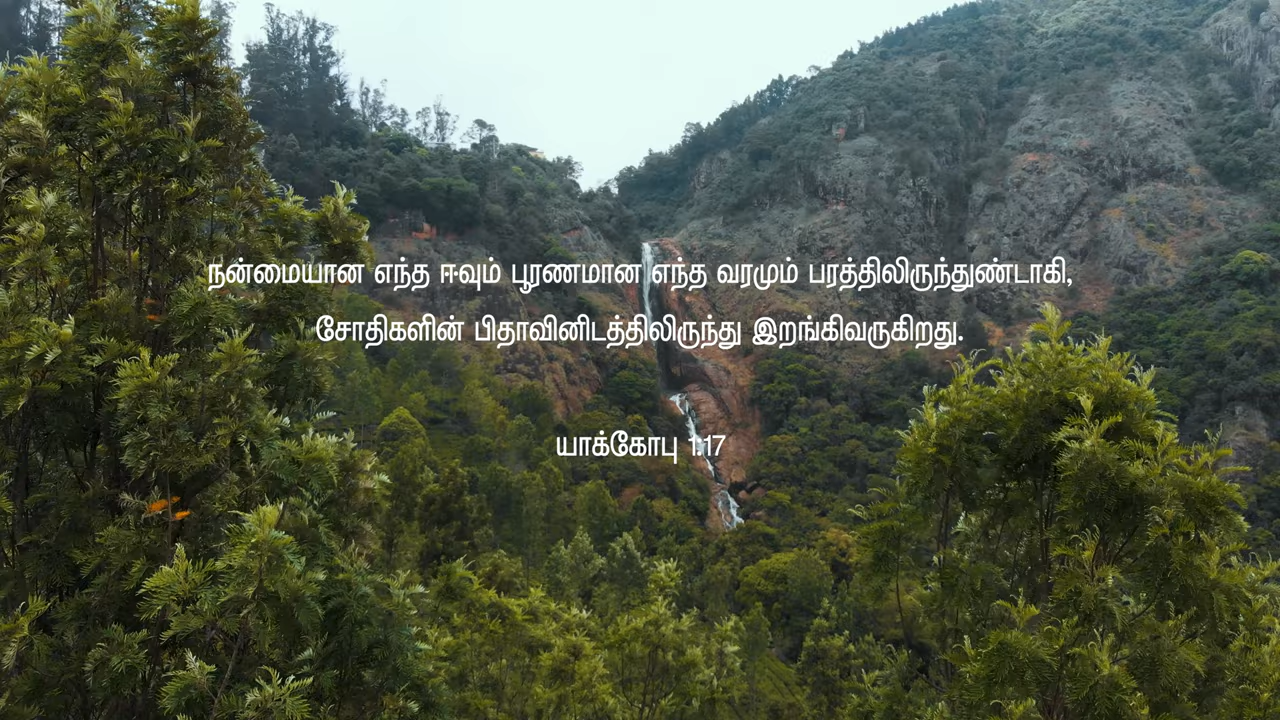 நன்மையான எந்த ஈவும் பூரணமான எந்த வரமும் பரத்திலிருந்துண்டாகி,
சோதிகளின் பிதாவினிடத்திலிருந்து இறங்கிவருகிறது.
யாக்கோபு 1:17